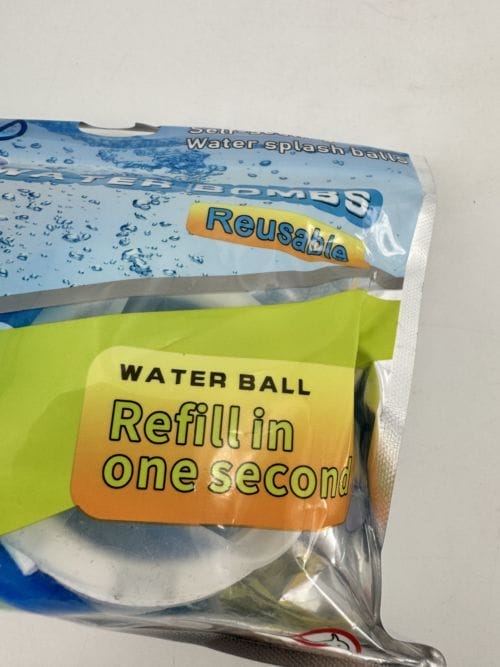 Water splash balls
WATER BOMBS
Reusable
WATER BALL
Refill in
one second